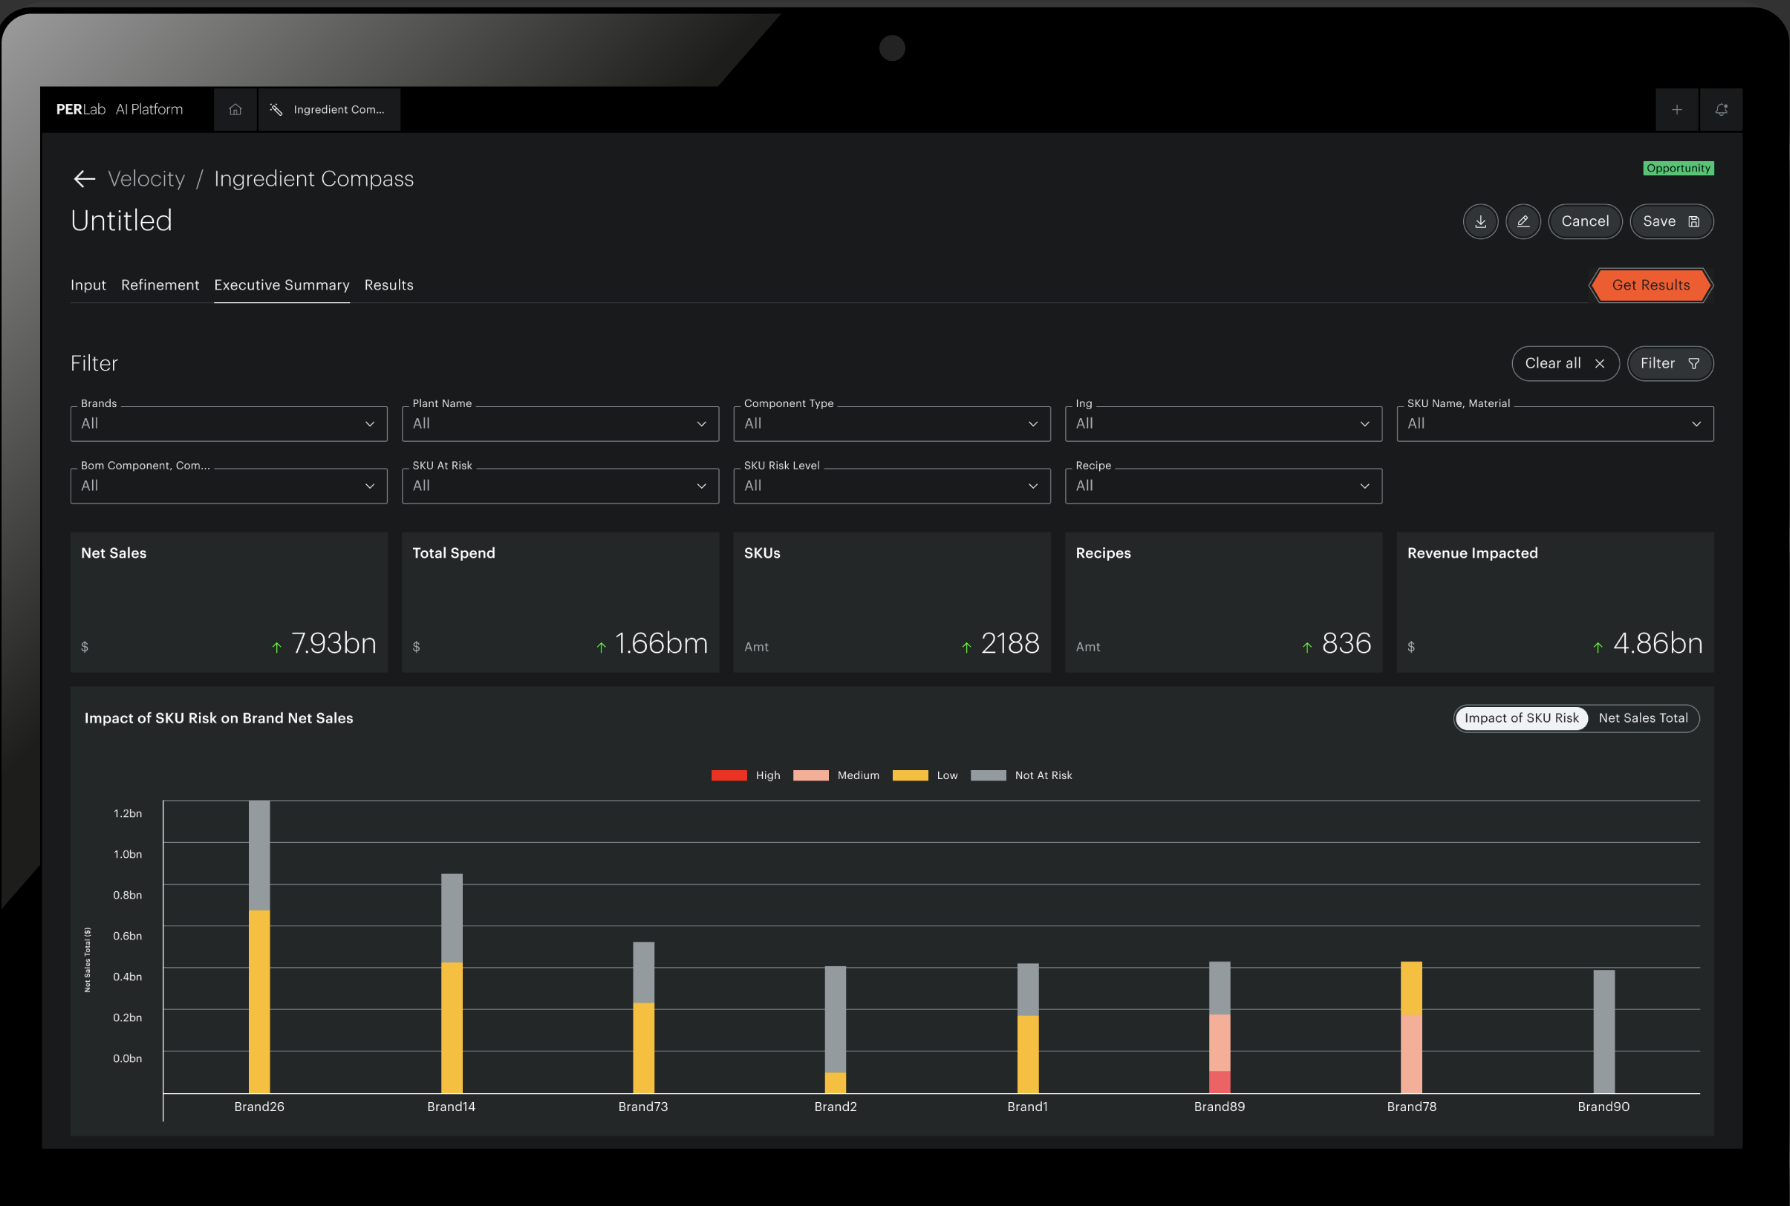 PERLab AI Platform
Ingredient Com...
Opportunity
Velocity / Ingredient Compass
Untitled
Cancel
Save
Input Refinement Executive Summary Results
Get Results
Filter
Clear all
Filter
Brands
All
Plant Name
All
Component Type
All
Ing
All
SKU Name, Material
All
Bom Component, Com...
All
SKU At Risk
All
SKU Risk Level
All
Recipe
All
Net Sales
$ 7.93bn
Total Spend
$ 1.66bm
SKUs
Amt 2188
Recipes
Amt 836
Revenue Impacted
$ 4.86bn
Impact of SKU Risk on Brand Net Sales
Impact of SKU Risk
Net Sales Total
High Medium Low Not At Risk
Not Sales Total ($)
1.2bn
1.0bn
0.8bn
0.6bn
0.4bn
0.2bn
0.0bn
Brand26 Brand14 Brand73 Brand2 Brand1 Brand89 Brand78 Brand90